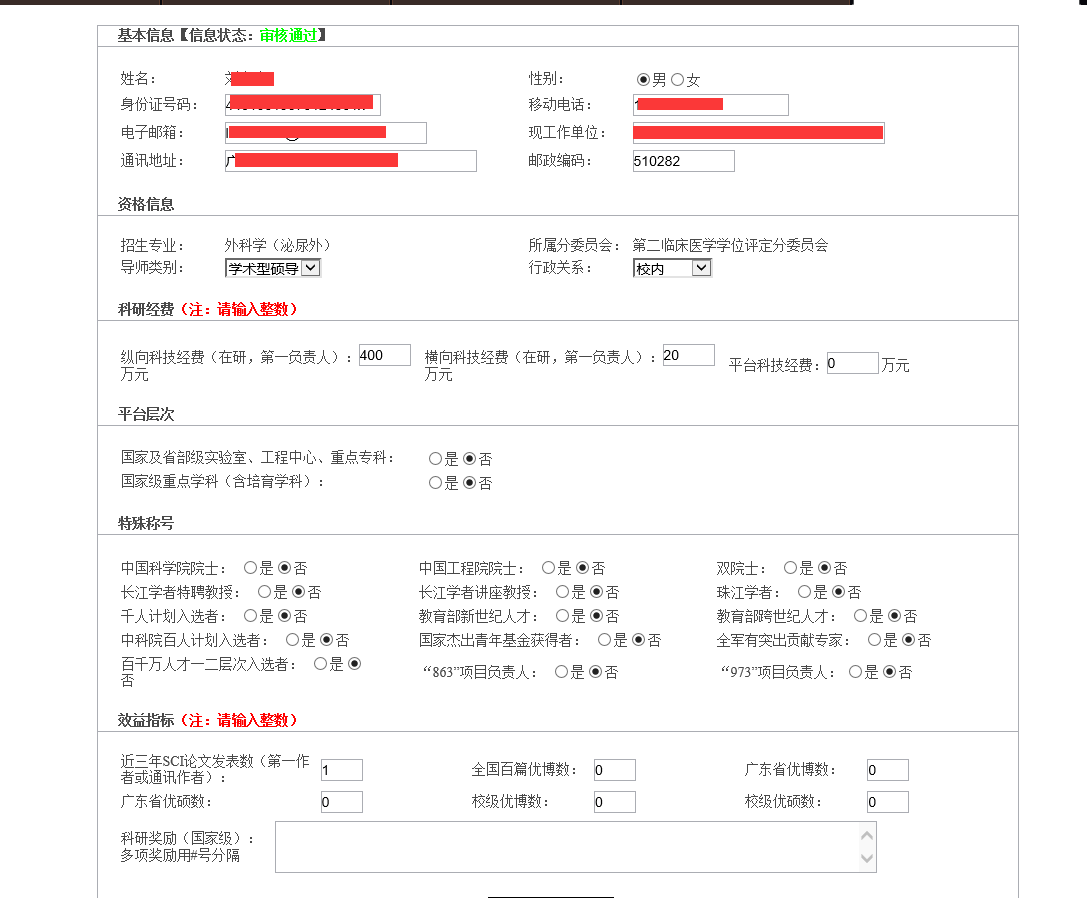 基本信息【信息状态：审核通过】
姓名： 性别： 男 女
身份证号码： 移动电话：
电子邮箱： 现工作单位：
通讯地址： 广 邮政编码： 510282
资格信息
招生专业： 外科学（泌尿外） 所属分委员会： 第二临床医学学位评定分委员会
导师类别： 学术型硕导 行政关系： 校内
科研经费（注：请输入整数）
纵向科技经费（在研，第一负责人）：400 横向科技经费（在研，第一负责人）：20 平台科技经费：0 万元
万元 万元
平台层次
国家及省部级实验室、工程中心、重点专科： 是 否
国家级重点学科（含培育学科）： 是 否
特殊称号
中国科学院院士： 是 否 中国工程院院士： 是 否 双院士： 是 否
长江学者特聘教授： 是 否 长江学者讲座教授： 是 否 珠江学者： 是 否
千人计划入选者： 是 否 教育部新世纪人才： 是 否 教育部跨世纪人才： 是 否
中科院百人计划入选者： 是 否 国家杰出青年基金获得者： 是 否 全军有突出贡献专家： 是 否
百千万人才一二层次入选者： 是
否 “863”项目负责人： 是 否 “973”项目负责人： 是 否
效益指标（注：请输入整数）
近三年SCI论文发表数（第一作
者或通讯作者）： 1 全国百篇优博数： 0 广东省优博数： 0
广东省优硕数： 0 校级优博数： 0 校级优硕数： 0
科研奖励（国家级）：
多项奖励用#号分隔